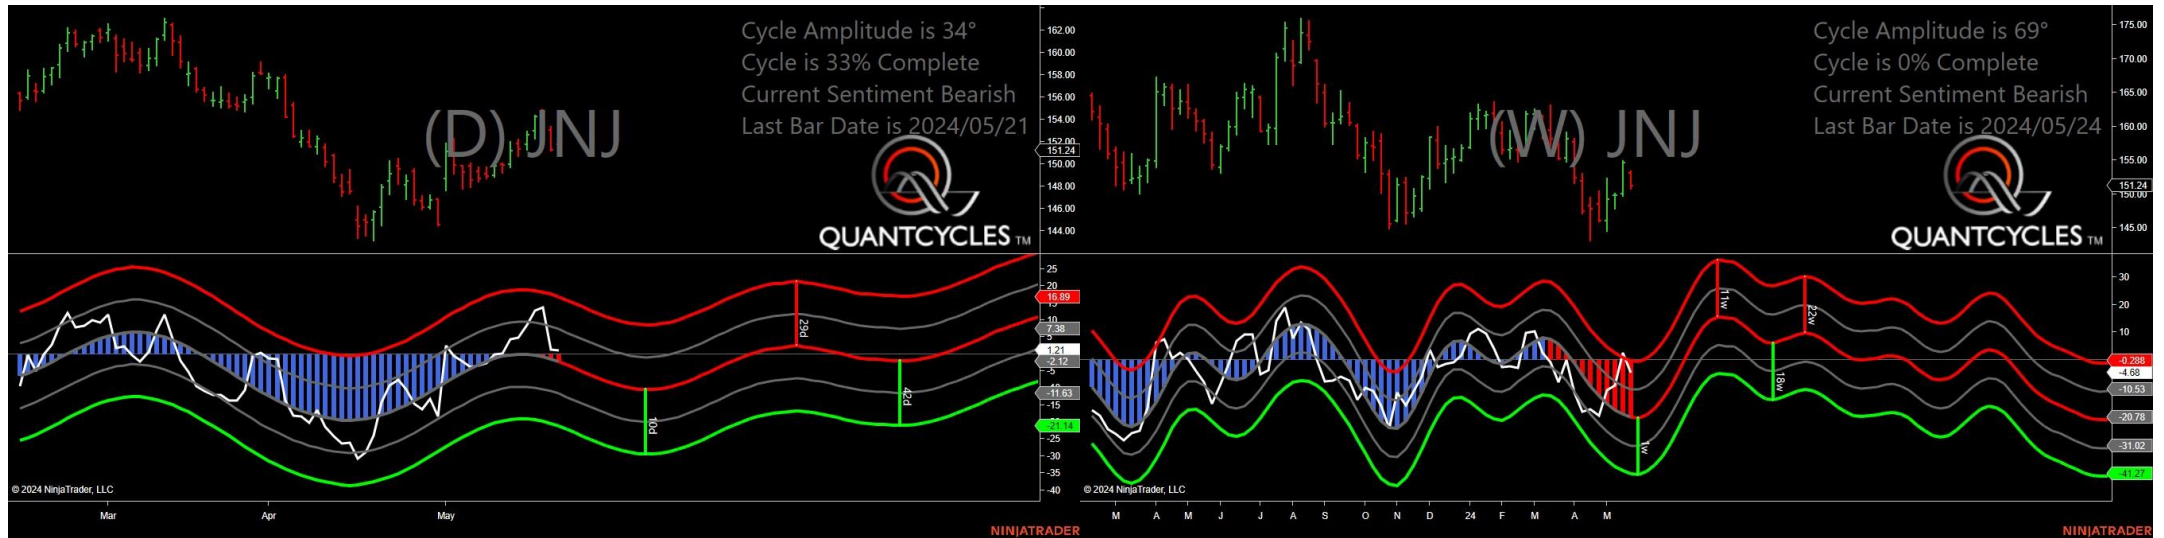 Cycle Amplitude is 34°
Cycle is 33% Complete
Current Sentiment Bearish
Last Bar Date is 2024/05/21
(D) JNJ
QUANTCYCLES TM
162.00
160.00
158.00
156.00
154.00
152.00
151.24
150.00
148.00
146.00
144.00
25
20
16.89
10
7.38
5
1.21
-2.12
-5
-11.63
-15
-21.14
-25
-30
-35
-40
29d
42d
10d
© 2024 NinjaTrader, LLC
Mar Apr May
NINJATRADER
Cycle Amplitude is 69°
Cycle is 0% Complete
Current Sentiment Bearish
Last Bar Date is 2024/05/24
(W) JNJ
QUANTCYCLES TM
175.00
170.00
165.00
160.00
155.00
151.24
150.00
145.00
30
20
10
-0.288
-4.68
-10.53
-20.78
-31.02
-41.27
11w
22w
18w
1w
© 2024 NinjaTrader, LLC
M A M J J A S O N D 24 F M A M
NINJATRADER